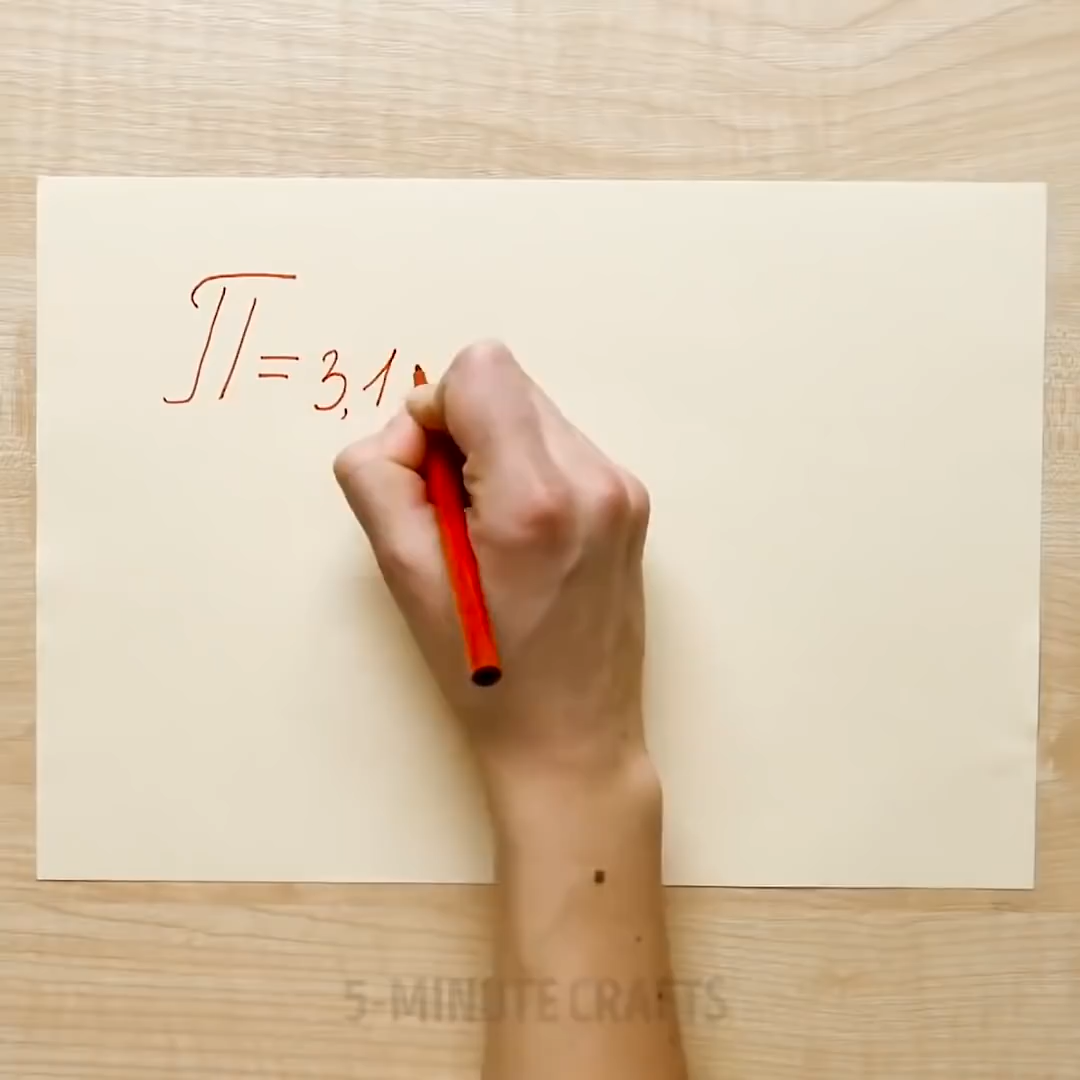 π = 3,1
5-MINUTE CRAFTS